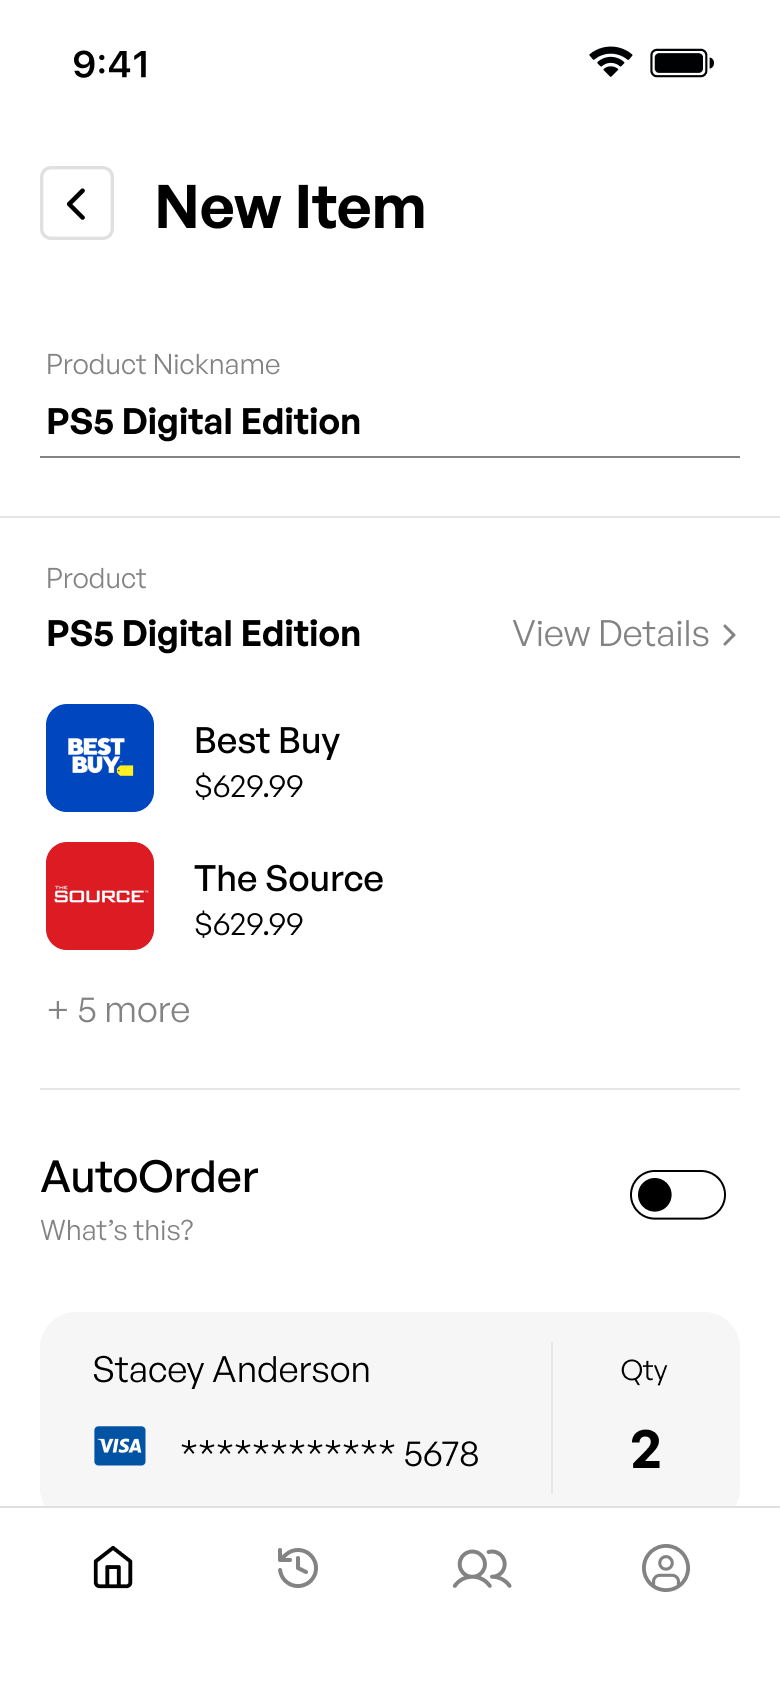 9:41
New Item
Product Nickname
PS5 Digital Edition
Product
PS5 Digital Edition
View Details
BEST
BUY
Best Buy
$629.99
THE
SOURCE
The Source
$629.99
+ 5 more
AutoOrder
What’s this?
Stacey Anderson
Qty
VISA
************ 5678
2